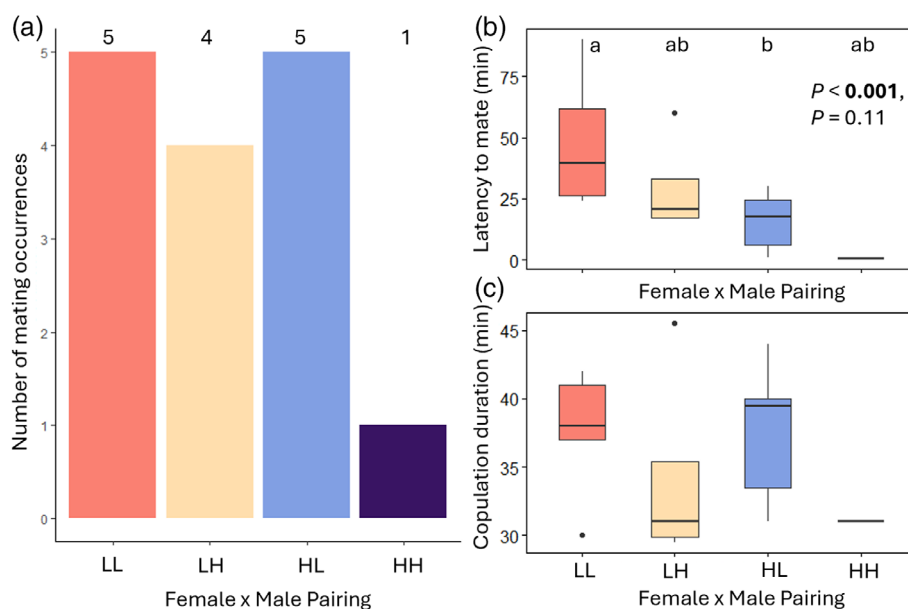 (a)
5 4 5 1
Number of mating occurrences
5
4
3
2
1
0
LL LH HL HH
Female x Male Pairing
(b)
a ab b ab
P < 0.001,
P = 0.11
Latency to mate (min)
75
50
25
0
Female x Male Pairing
(c)
Copulation duration (min)
45
40
35
30
LL LH HL HH
Female x Male Pairing